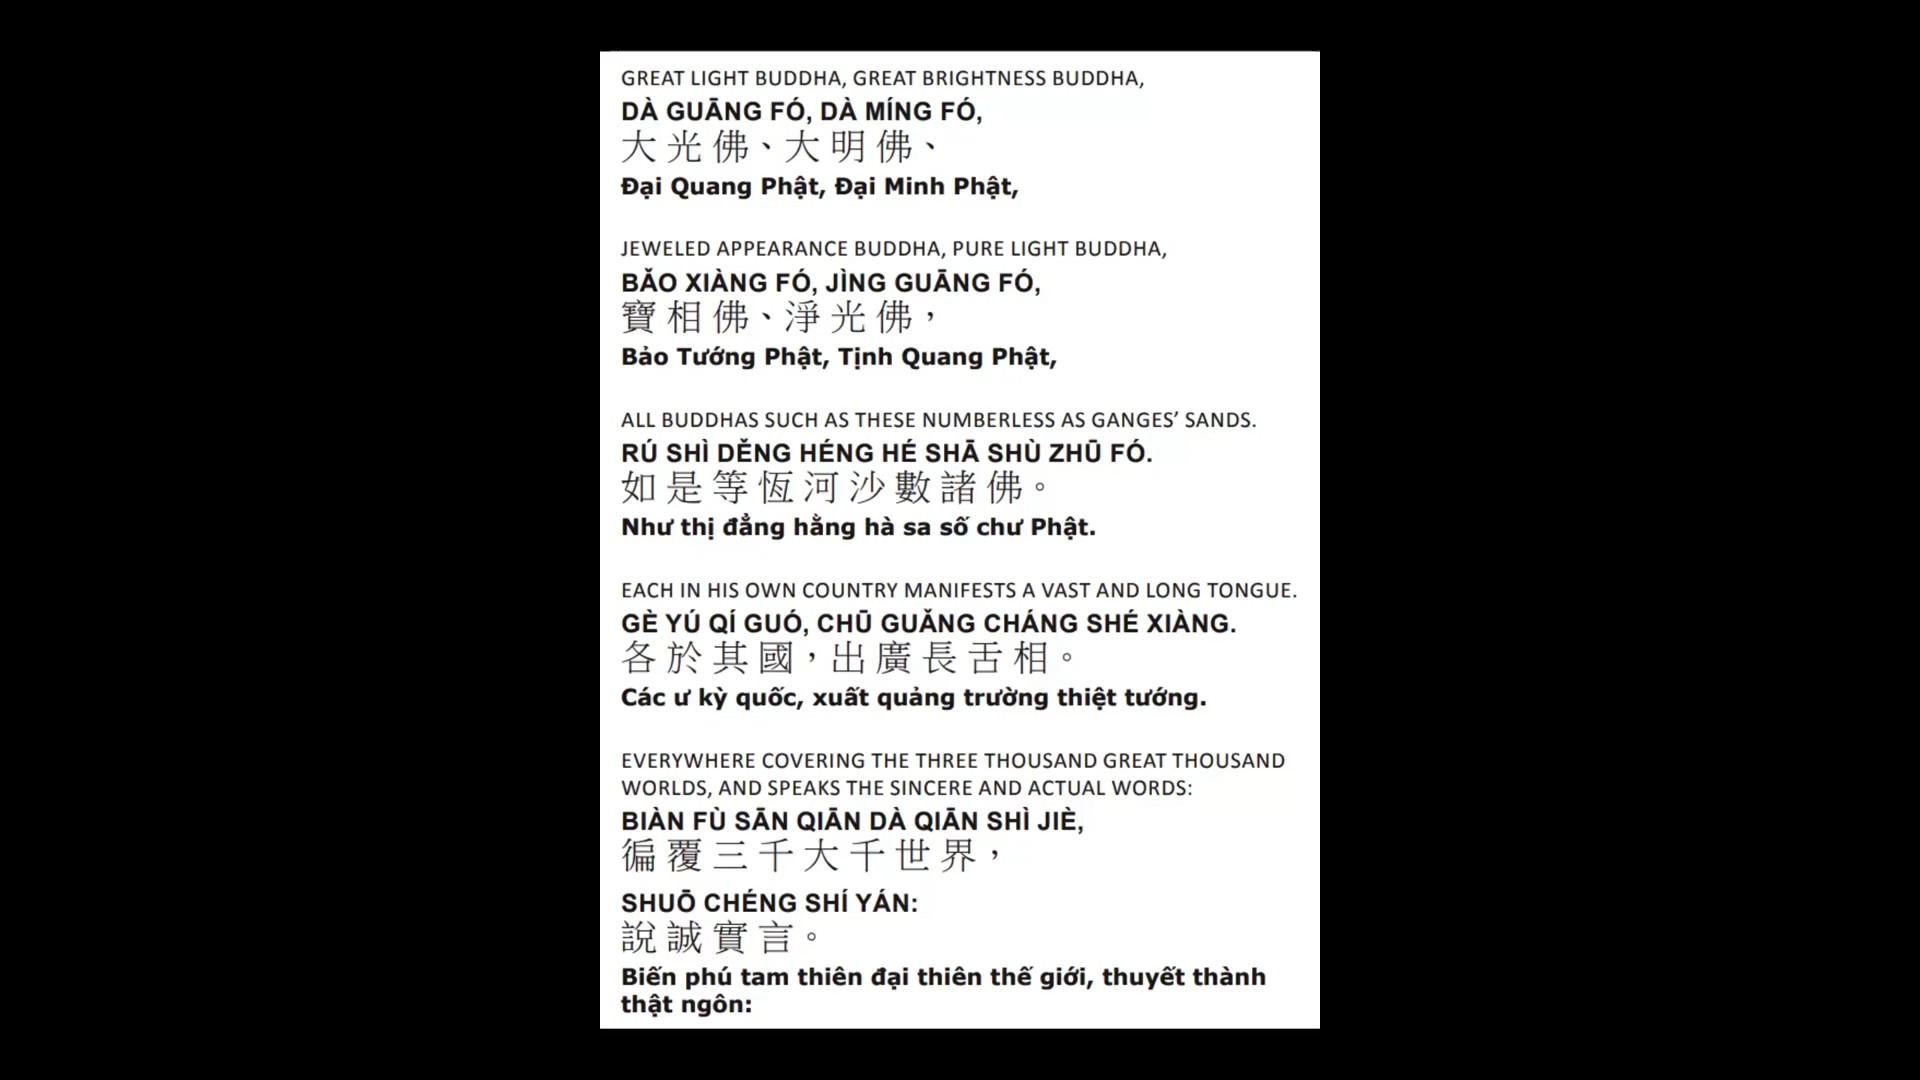 GREAT LIGHT BUDDHA, GREAT BRIGHTNESS BUDDHA,
DÀ GUĀNG FÓ, DÀ MÍNG FÓ,
大光佛、大明佛、
Đại Quang Phật, Đại Minh Phật,
JEWELED APPEARANCE BUDDHA, PURE LIGHT BUDDHA,
BǍO XIÀNG FÓ, JÌNG GUĀNG FÓ,
寶相佛、淨光佛，
Bảo Tướng Phật, Tịnh Quang Phật,
ALL BUDDHAS SUCH AS THESE NUMBERLESS AS GANGES’ SANDS.
RÚ SHÌ DĚNG HÉNG HÉ SHĀ SHÙ ZHŪ FÓ.
如是等恆河沙數諸佛。
Như thị đẳng hằng hà sa số chư Phật.
EACH IN HIS OWN COUNTRY MANIFESTS A VAST AND LONG TONGUE.
GÈ YÚ QÍ GUÓ, CHŪ GUǍNG CHÁNG SHÉ XIÀNG.
各於其國，出廣長舌相。
Các ư kỳ quốc, xuất quảng trường thiệt tướng.
EVERYWHERE COVERING THE THREE THOUSAND GREAT THOUSAND
WORLDS, AND SPEAKS THE SINCERE AND ACTUAL WORDS:
BIÀN FÙ SĀN QIĀN DÀ QIĀN SHÌ JIÈ,
徧覆三千大千世界，
SHUŌ CHÉNG SHÍ YÁN:
說誠實言。
Biến phú tam thiên đại thiên thế giới, thuyết thành
thật ngôn: